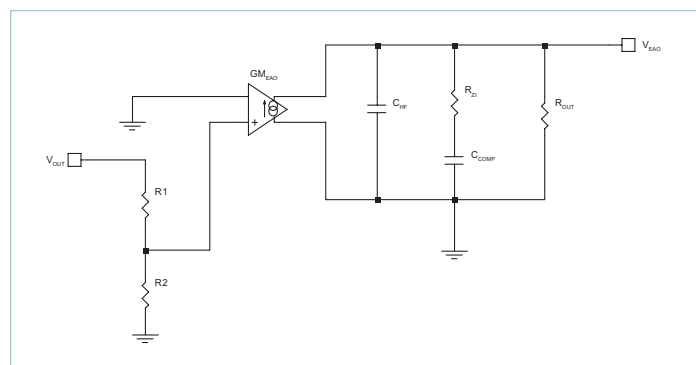 V_EAO
GM_EAO
C_HF
R_ZI
R_OUT
+
V_OUT
C_COMP
R1
R2